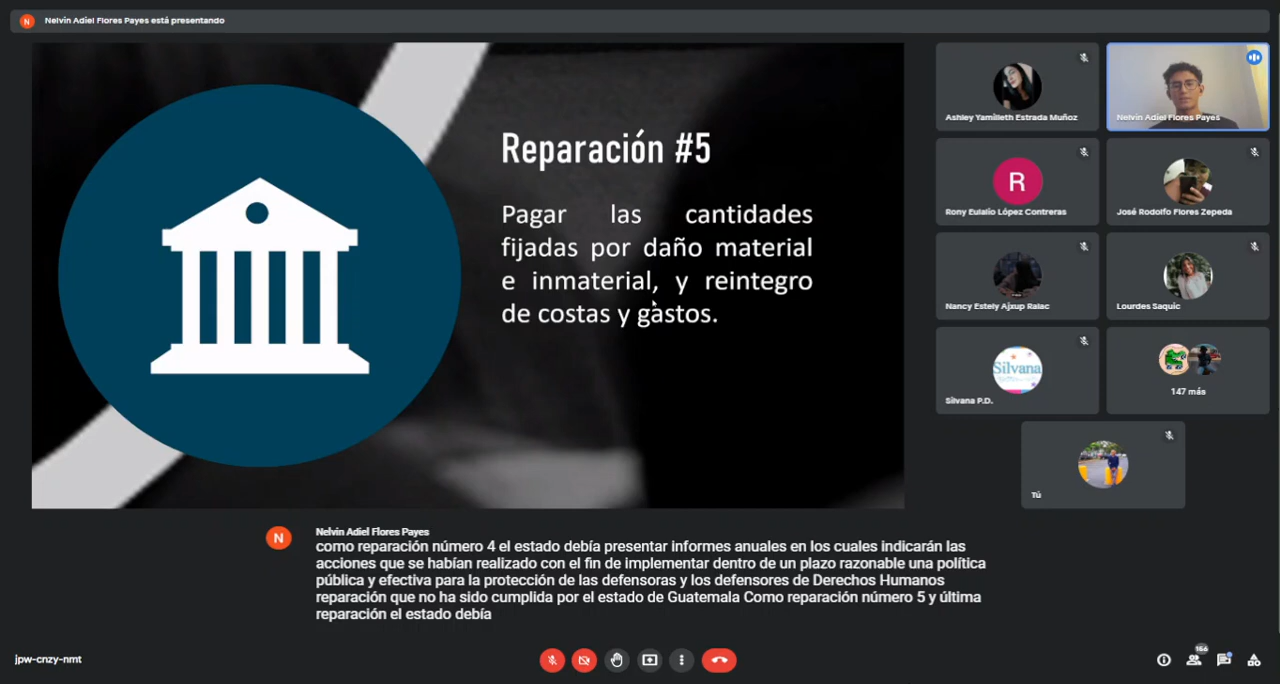 N
Nelvin Adiel Flores Payes está presentando
Reparación #5
Pagar las cantidades
fijadas por daño material
e inmaterial, y reintegro
de costas y gastos.
Ashley Yamilleth Estrada Muñoz
Nelvin Adiel Flores Payes
R
Rony Eulalio López Contreras
José Rodolfo Flores Zepeda
Nancy Estely Ajxup Ralac
Lourdes Saquic
Silvana
Silvana P.D.
147 más
Tú
N
Nelvin Adiel Flores Payes
como reparación número 4 el estado debía presentar informes anuales en los cuales indicarán las
acciones que se habían realizado con el fin de implementar dentro de un plazo razonable una política
pública y efectiva para la protección de las defensoras y los defensores de Derechos Humanos
reparación que no ha sido cumplida por el estado de Guatemala Como reparación número 5 y última
reparación el estado debía
jpw-cnzy-nmt
156